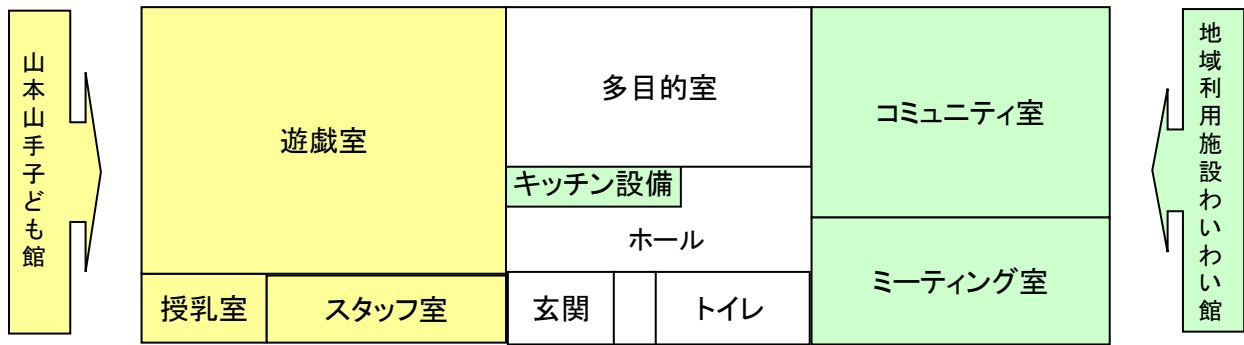 山本山手子ども館
遊戯室
授乳室
スタッフ室
多目的室
キッチン設備
ホール
玄関
トイレ
コミュニティ室
ミーティング室
地域利用施設わいわい館